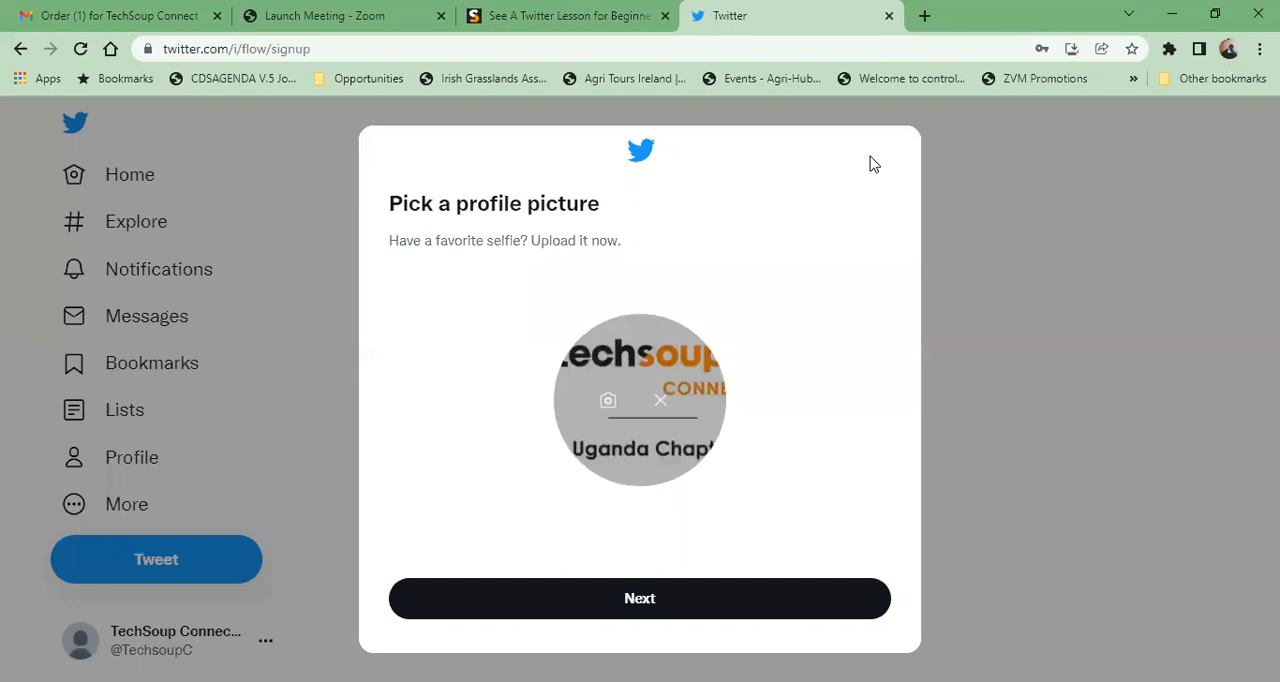 Order (1) for TechSoup Connect
Launch Meeting - Zoom
See A Twitter Lesson for Beginne
Twitter
twitter.com/i/flow/signup
Apps
Bookmarks
CDSAGENDA V.5 Jo...
Opportunities
Irish Grasslands Ass...
Agri Tours Ireland |...
Events - Agri-Hub...
Welcome to control...
ZVM Promotions
»
Other bookmarks
Home
Explore
Notifications
Messages
Bookmarks
Lists
Profile
More
Tweet
TechSoup Connec...
@TechsoupC
Pick a profile picture
Have a favorite selfie? Upload it now.
techsoup
CONNE
Uganda Chapt
Next